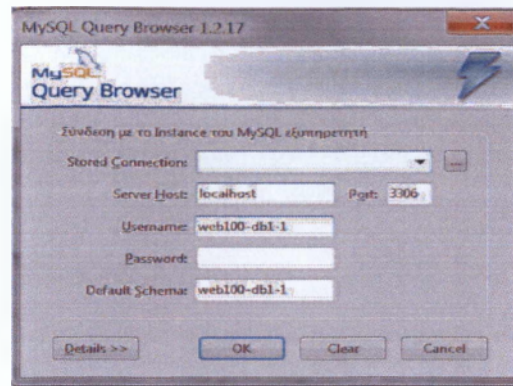 MySQL Query Browser 1.2.17
MySQL
Query Browser
Σύνδεση με το Instance του MySQL εξυπηρετητή
Stored Connection:
...
Server Host: localhost Port: 3306
Username: web100-db1-1
Password:
Default Schema: web100-db1-1
Details >> OK Clear Cancel